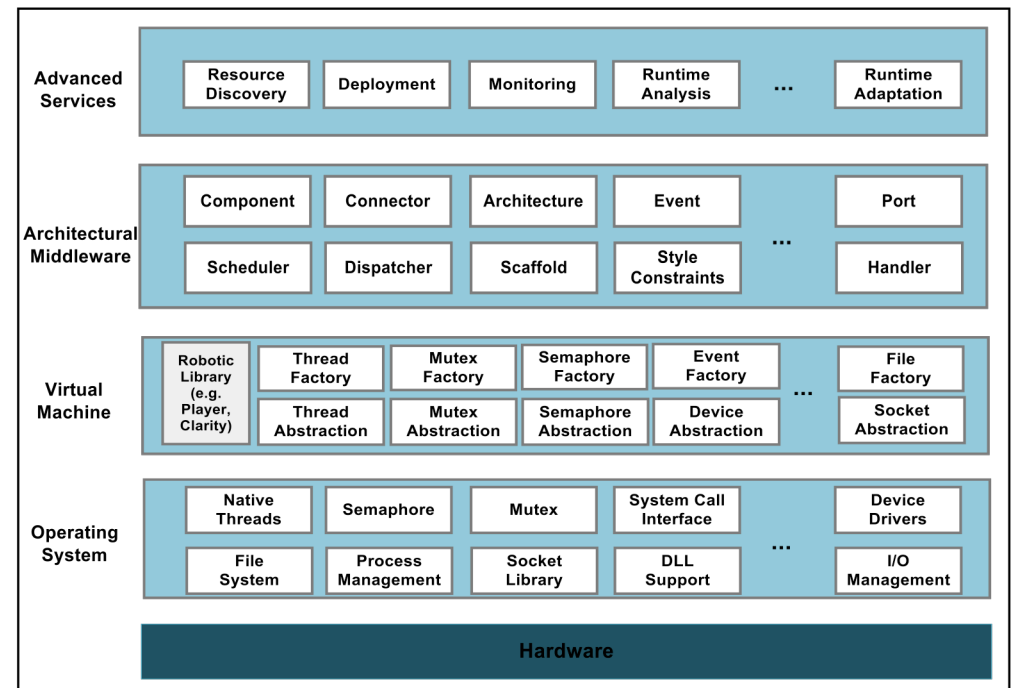 Advanced
Services
Resource
Discovery
Deployment
Monitoring
Runtime
Analysis
...
Runtime
Adaptation
Architectural
Middleware
Component
Connector
Architecture
Event
...
Port
Scheduler
Dispatcher
Scaffold
Style
Constraints
Handler
Virtual
Machine
Robotic
Library
(e.g.
Player,
Clarity)
Thread
Factory
Mutex
Factory
Semaphore
Factory
Event
Factory
...
File
Factory
Thread
Abstraction
Mutex
Abstraction
Semaphore
Abstraction
Device
Abstraction
Socket
Abstraction
Operating
System
Native
Threads
Semaphore
Mutex
System Call
Interface
...
Device
Drivers
File
System
Process
Management
Socket
Library
DLL
Support
I/O
Management
Hardware